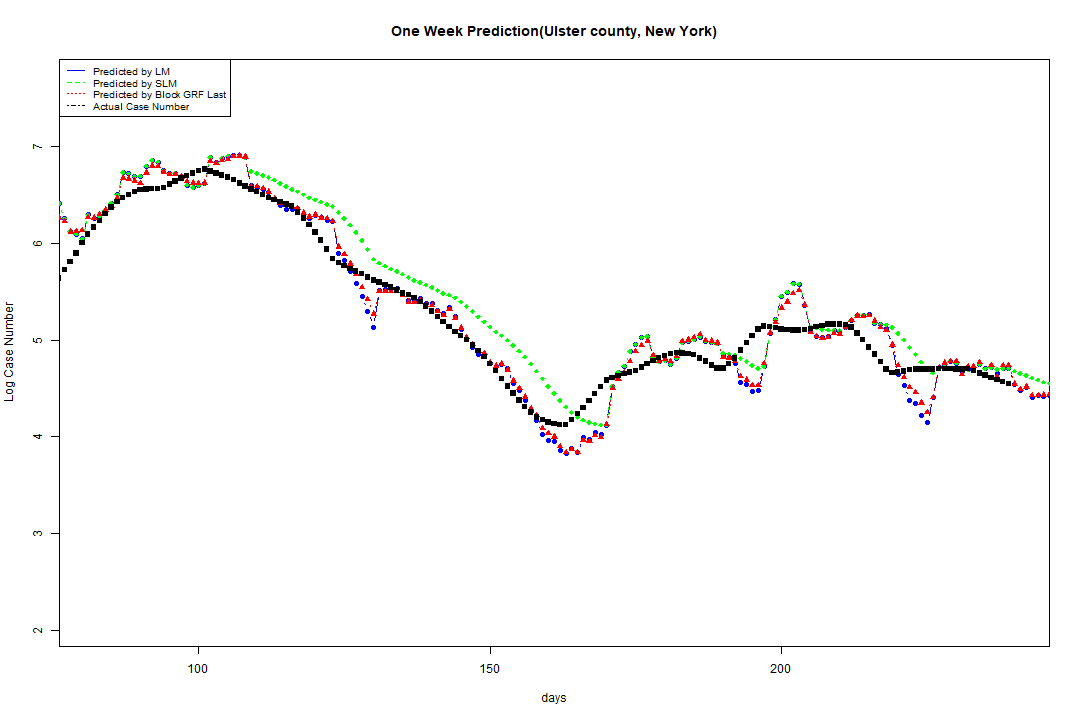 One Week Prediction(Ulster county, New York)
Predicted by LM
Predicted by SLM
Predicted by Block GRF Last
Actual Case Number
7
6
5
4
3
2
Log Case Number
100 150 200
days